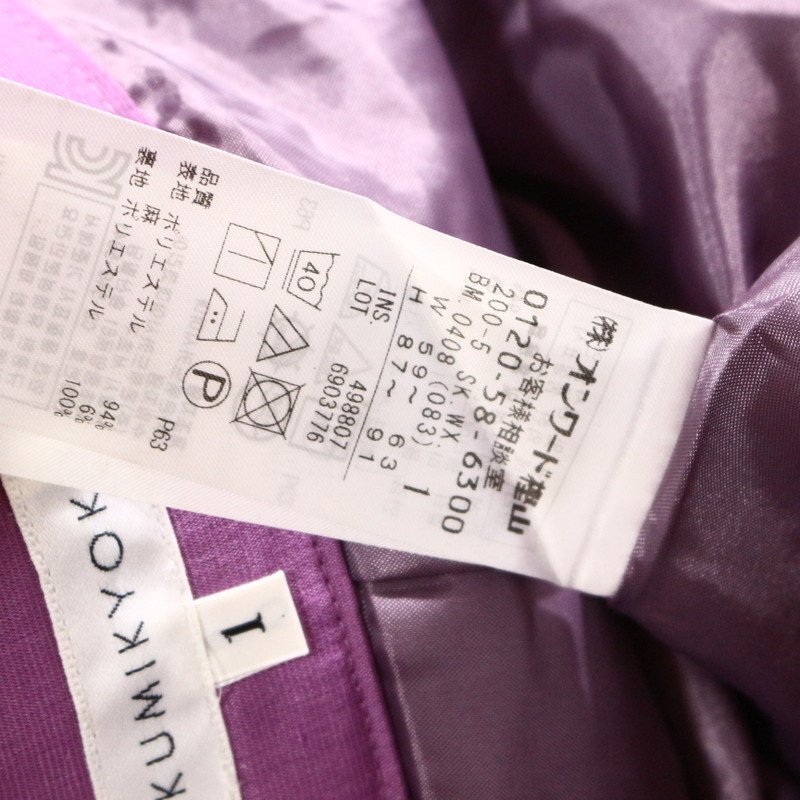 (株)オンワード樫山
お客様相談室
0120-58-6300
200-5 SK WX
BM.0408 (083)
W 59～ 63
H 87～ 91
1
INS. 498807
LOT 6903776
40
P
P63
品質
表地 ポリエステル 94%
麻 6%
裏地 ポリエステル 100%
P63
KUMIKYOK
1